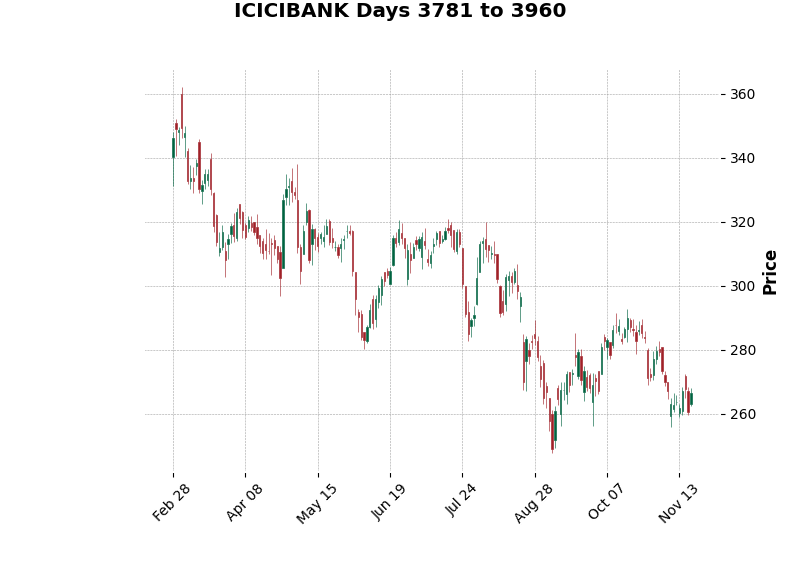 ICICIBANK Days 3781 to 3960
360
340
320
300
280
260
Price
Feb 28
Apr 08
May 15
Jun 19
Jul 24
Aug 28
Oct 07
Nov 13